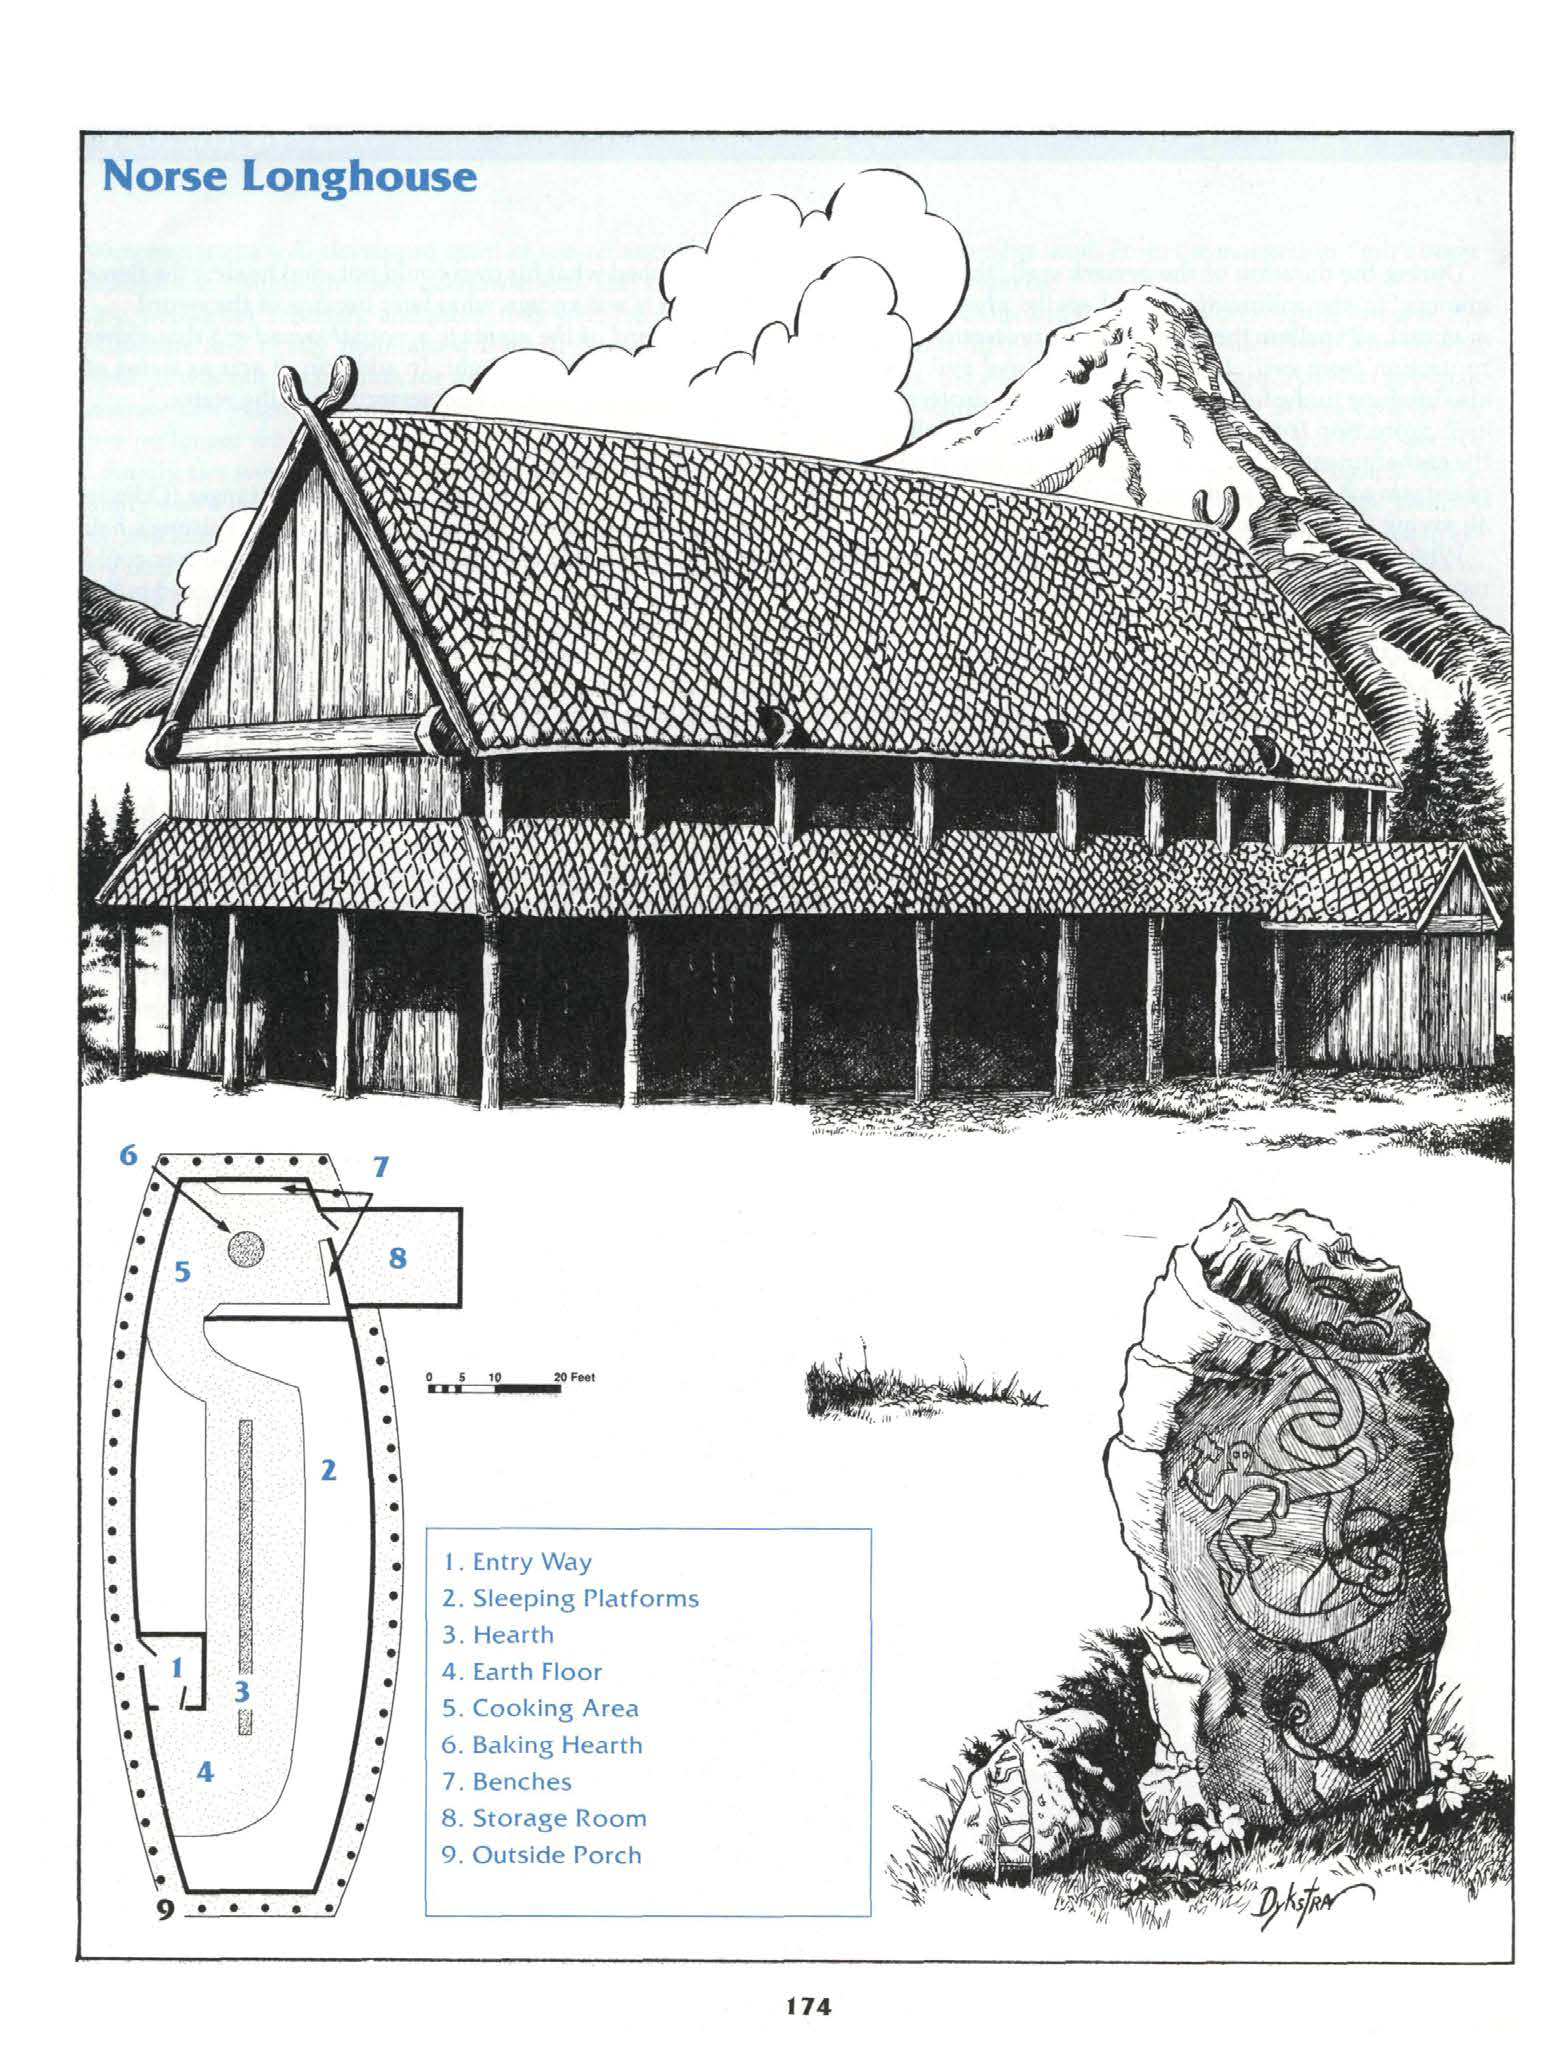 Norse Longhouse
6
7
5
8
0 5 10 20 Feet
2
1
3
4
9
1. Entry Way
2. Sleeping Platforms
3. Hearth
4. Earth Floor
5. Cooking Area
6. Baking Hearth
7. Benches
8. Storage Room
9. Outside Porch
Dykstra
174